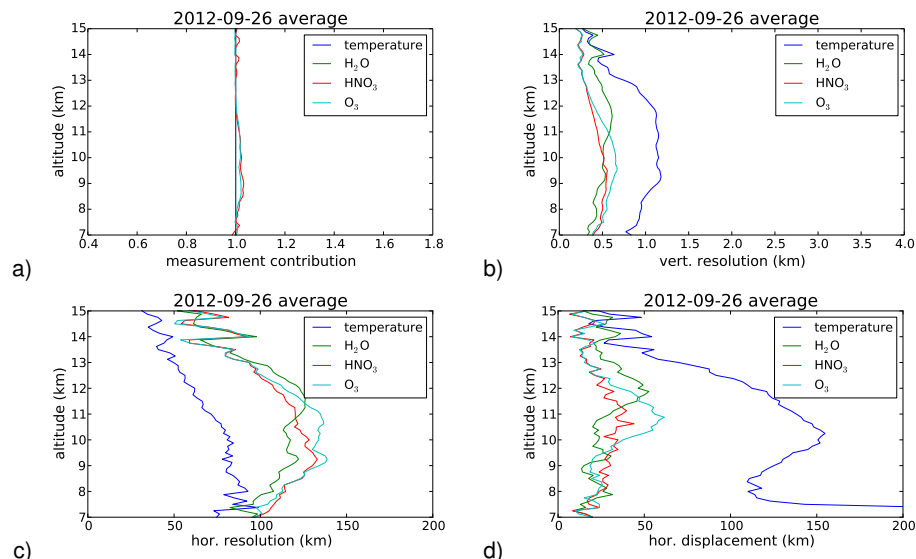 2012-09-26 average
15
14
13
12
11
10
9
8
7
altitude (km)
0.4 0.6 0.8 1.0 1.2 1.4 1.6 1.8
measurement contribution
temperature
H₂O
HNO₃
O₃
a)
2012-09-26 average
15
14
13
12
11
10
9
8
7
altitude (km)
0.0 0.5 1.0 1.5 2.0 2.5 3.0 3.5 4.0
vert. resolution (km)
temperature
H₂O
HNO₃
O₃
b)
2012-09-26 average
15
14
13
12
11
10
9
8
7
altitude (km)
0 50 100 150 200
hor. resolution (km)
temperature
H₂O
HNO₃
O₃
c)
2012-09-26 average
15
14
13
12
11
10
9
8
7
altitude (km)
0 50 100 150 200
hor. displacement (km)
temperature
H₂O
HNO₃
O₃
d)